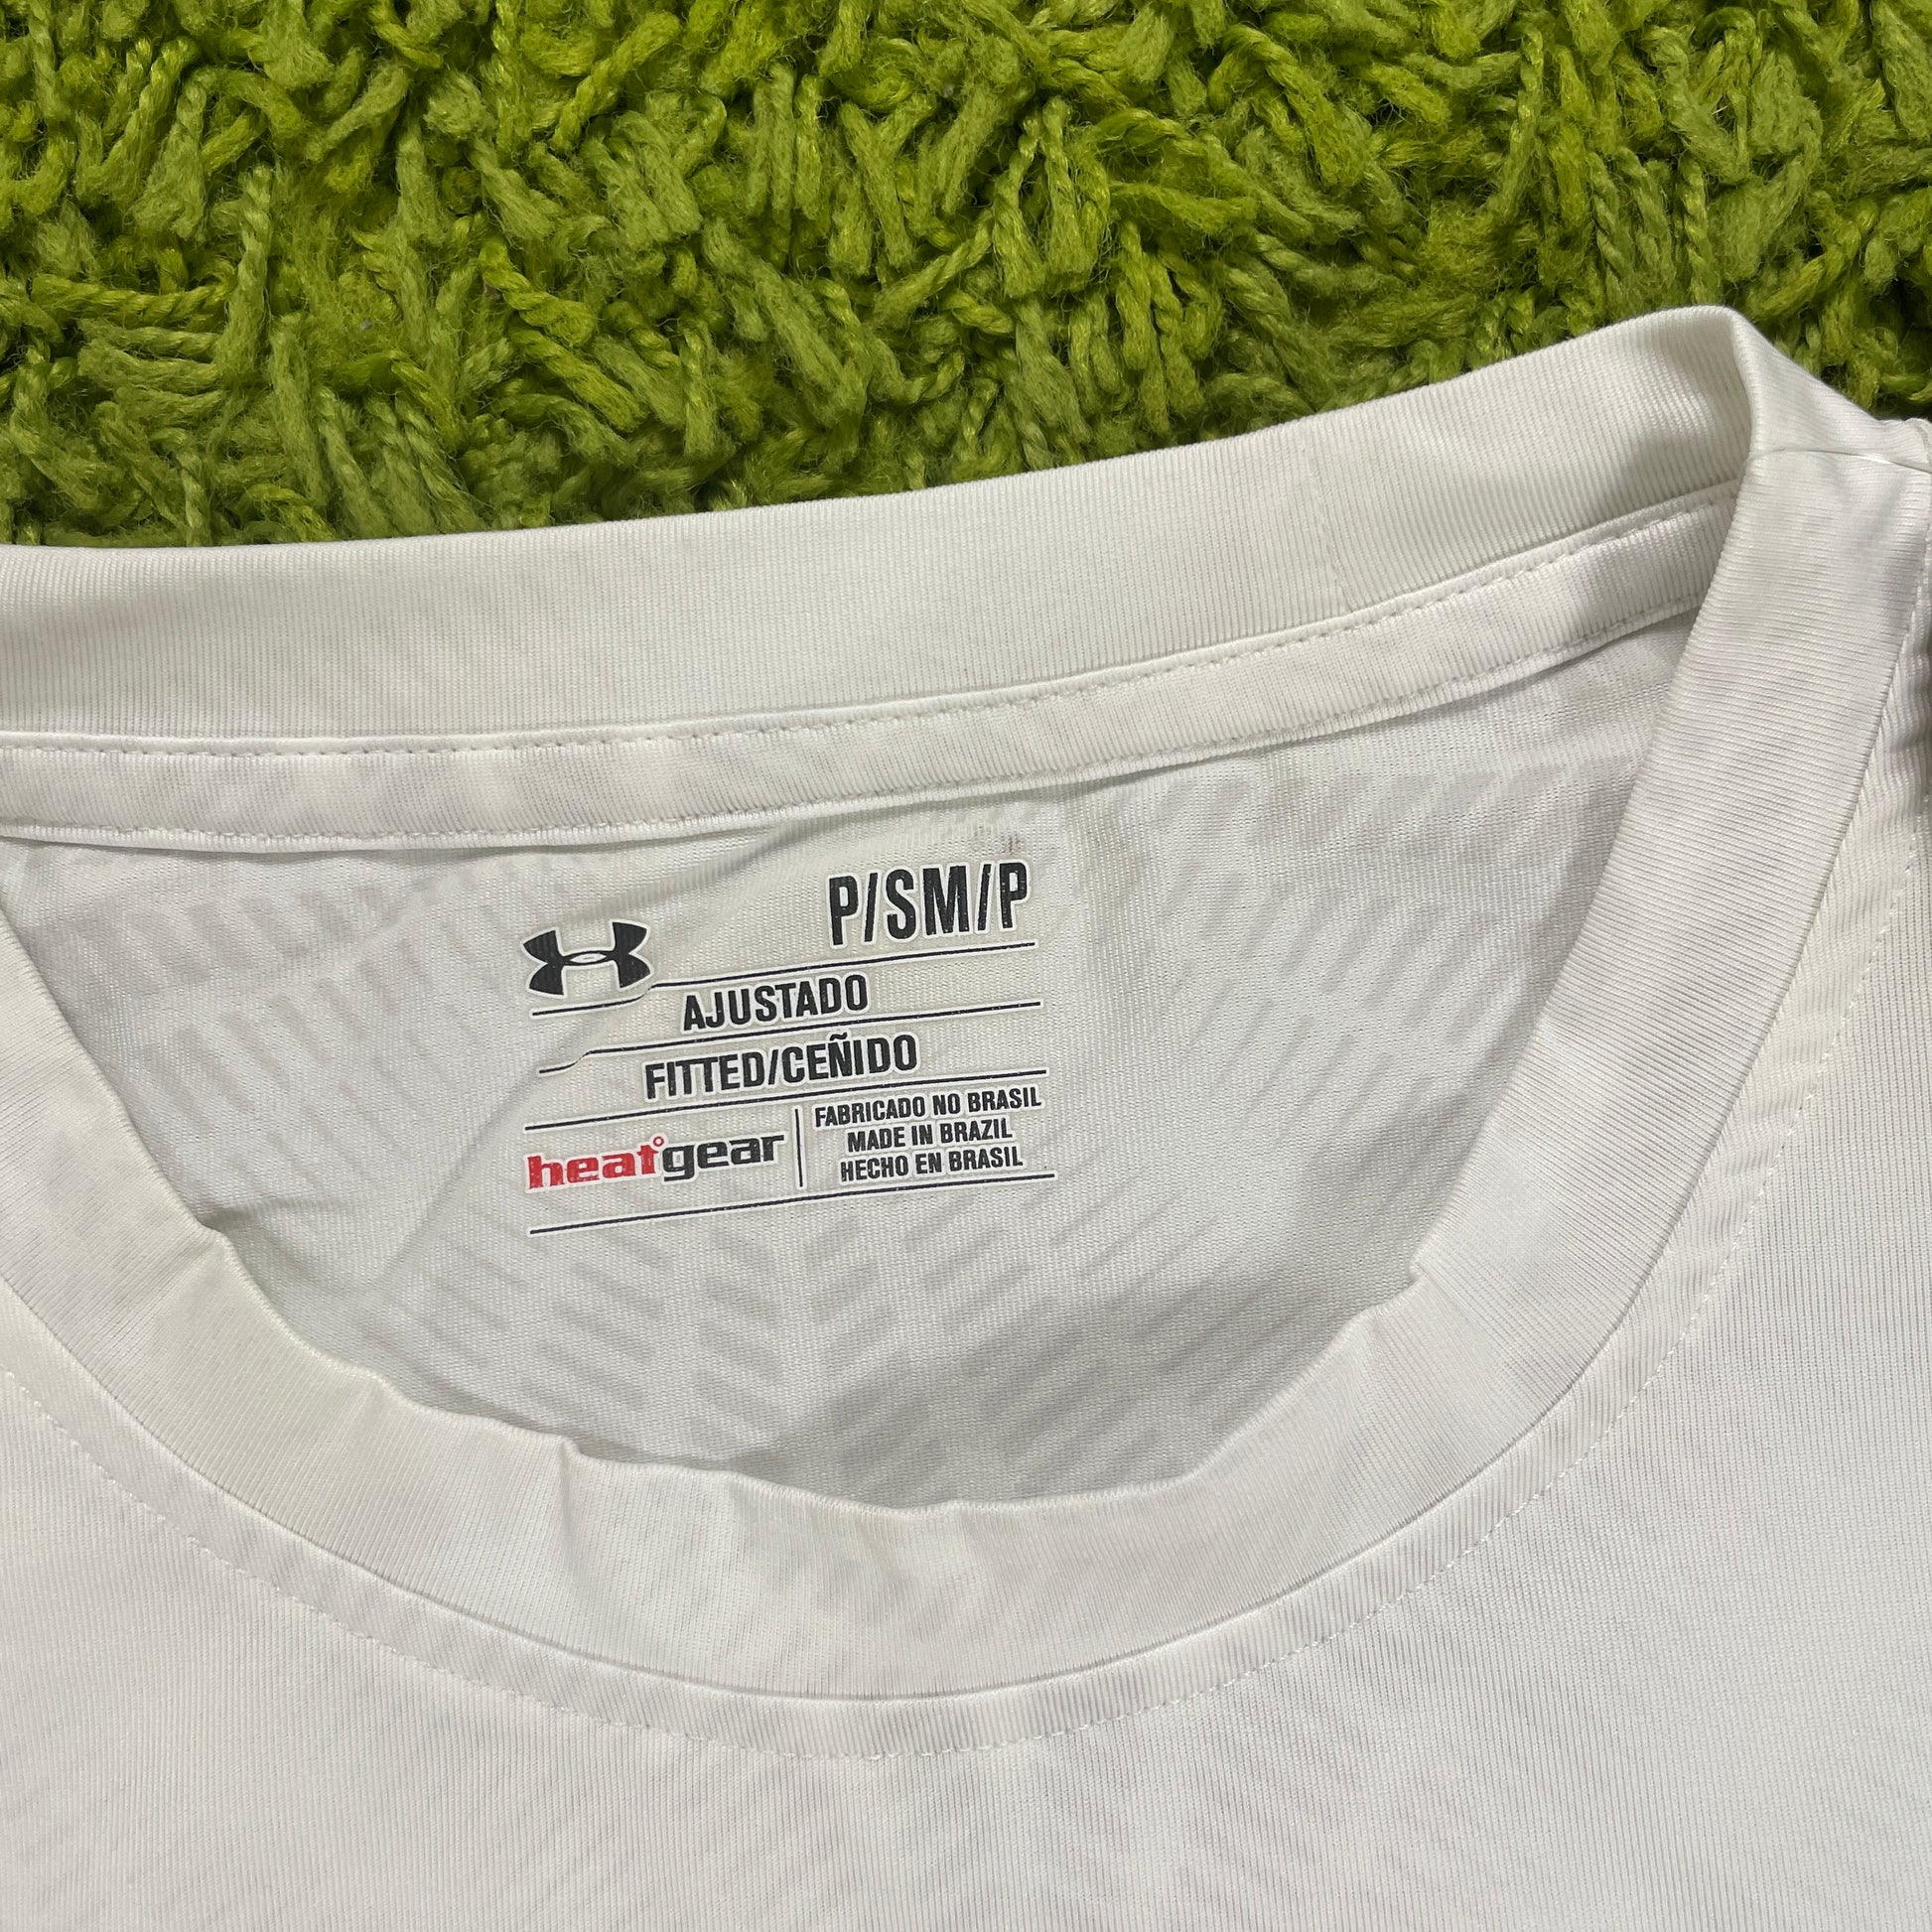 P/SM/P
AJUSTADO
FITTED/CEÑIDO
heatgear
FABRICADO NO BRASIL
MADE IN BRAZIL
HECHO EN BRASIL